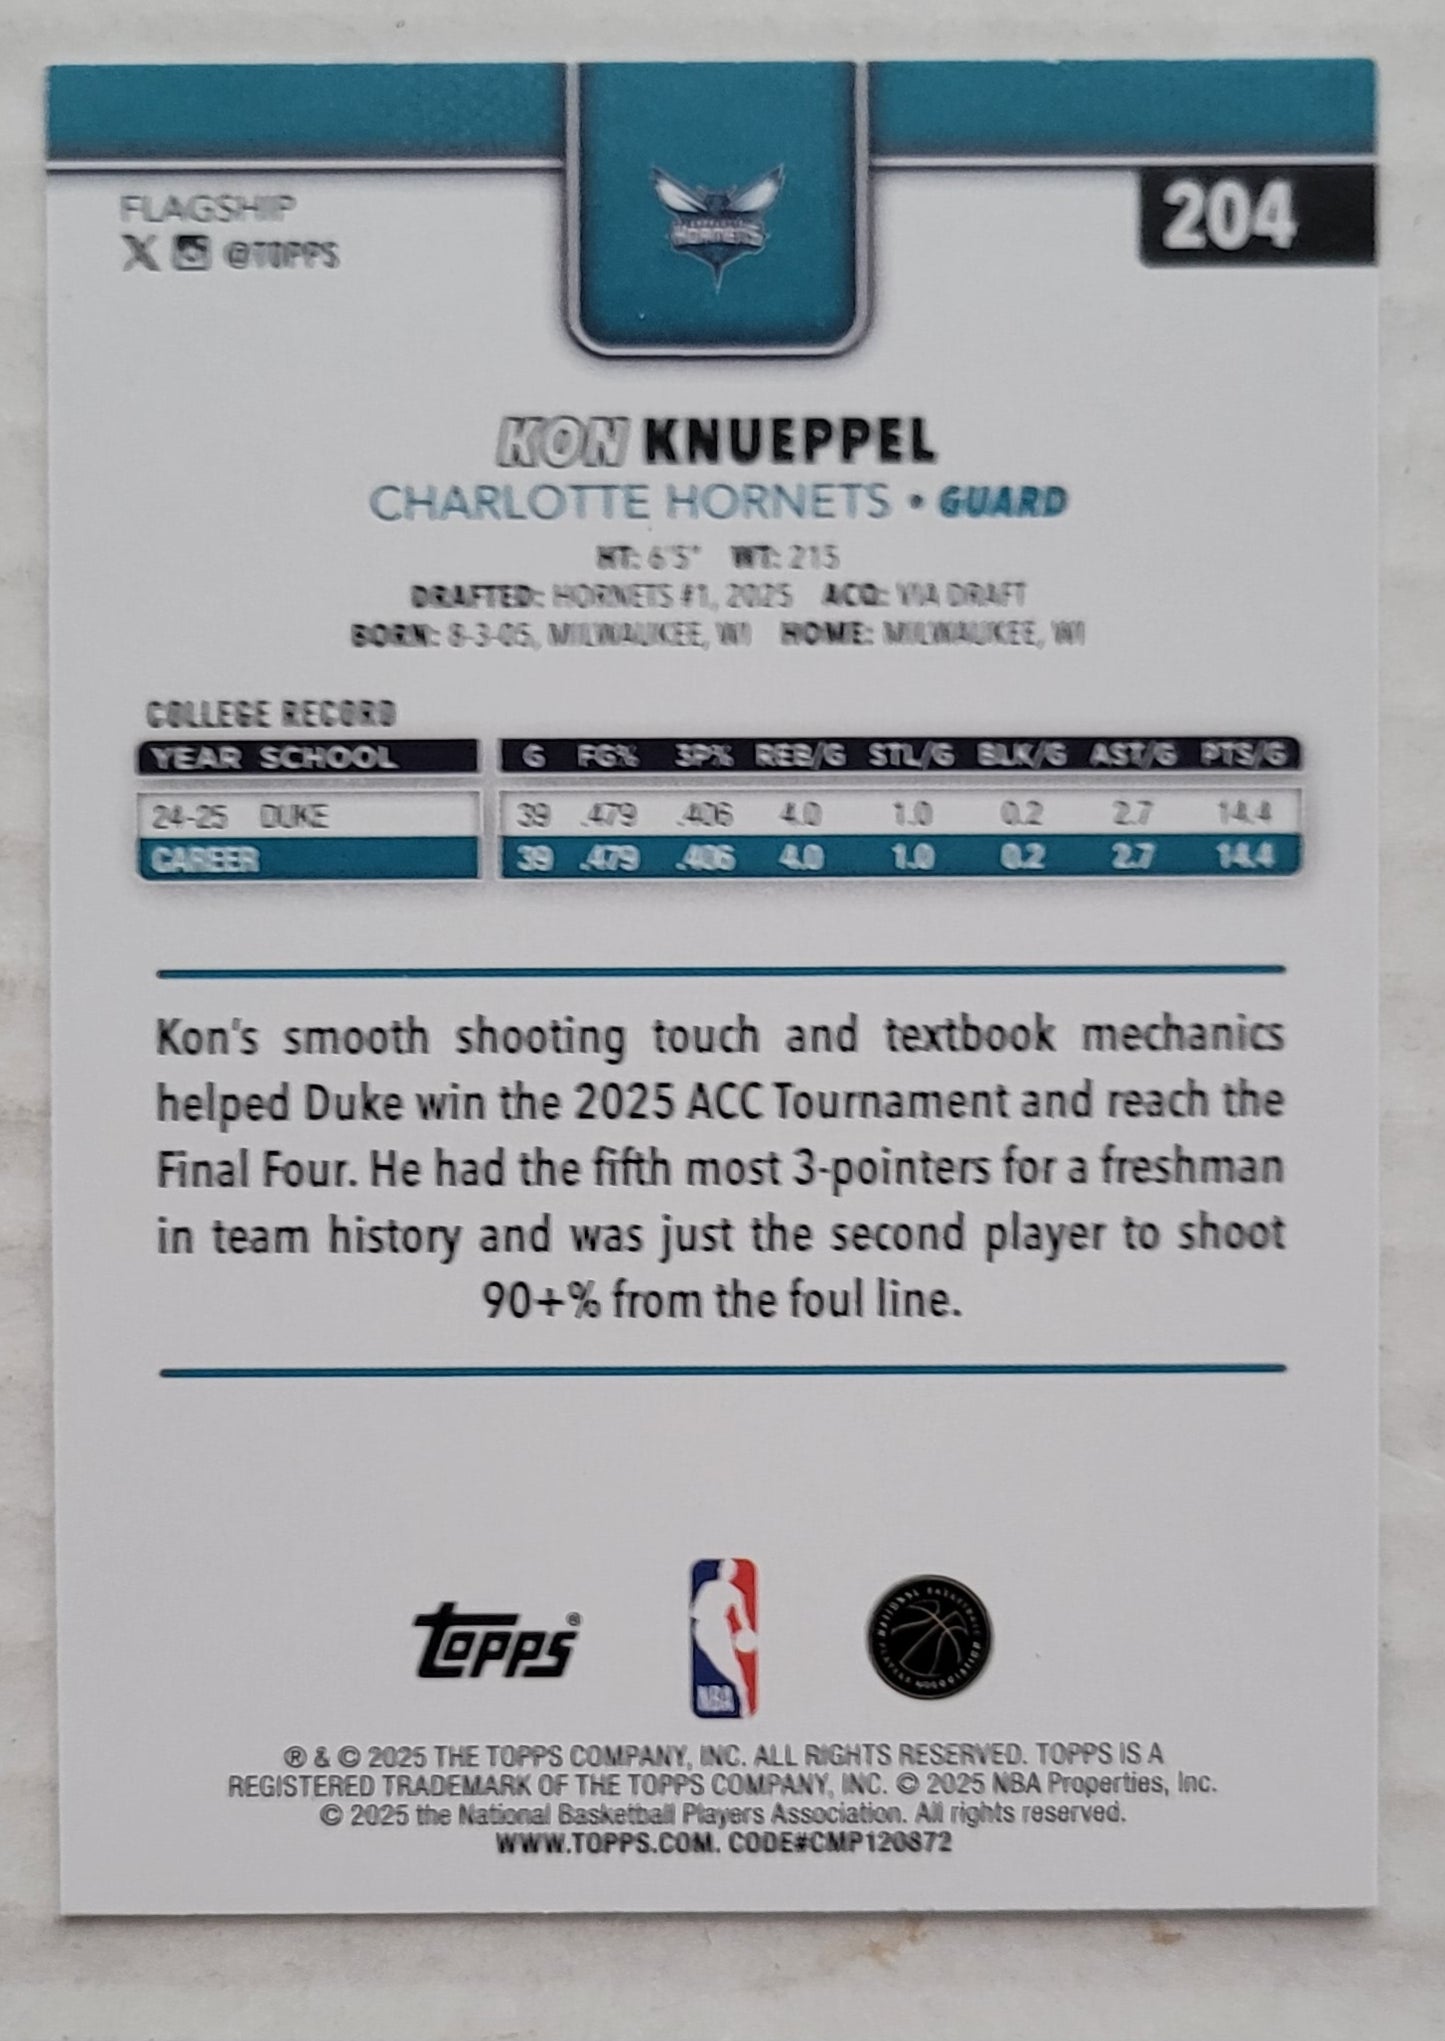 FLAGSHIP
X @TOPPS
204
HORNETS
KON KNUEPPEL
CHARLOTTE HORNETS • GUARD
HT: 6'5" WT: 215
DRAFTED: HORNETS #1, 2025 ACQ: VIA DRAFT
BORN: 8-3-05, MILWAUKEE, WI HOME: MILWAUKEE, WI
COLLEGE RECORD
YEAR SCHOOL G FG% 3P% REB/G STL/G BLK/G AST/G PTS/G
24-25 DUKE 39 .479 .406 4.0 1.0 0.2 2.7 14.4
CAREER 39 .479 .406 4.0 1.0 0.2 2.7 14.4
Kon's smooth shooting touch and textbook mechanics
helped Duke win the 2025 ACC Tournament and reach the
Final Four. He had the fifth most 3-pointers for a freshman
in team history and was just the second player to shoot
90+% from the foul line.
TOPPS®
NBA
NATIONAL BASKETBALL PLAYERS ASSOCIATION
® & © 2025 THE TOPPS COMPANY, INC. ALL RIGHTS RESERVED. TOPPS IS A
REGISTERED TRADEMARK OF THE TOPPS COMPANY, INC. © 2025 NBA Properties, Inc.
© 2025 the National Basketball Players Association. All rights reserved.
WWW.TOPPS.COM. CODE#CMP120872